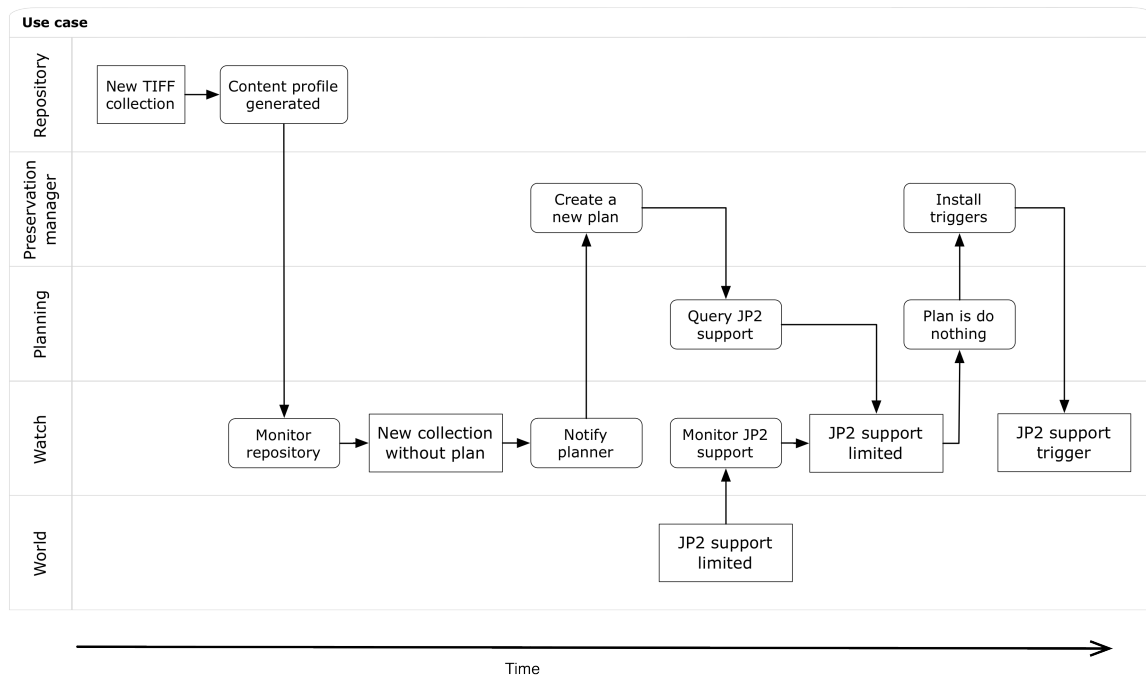 Use case
Repository
New TIFF
collection
Content profile
generated
Preservation
manager
Create a
new plan
Install
triggers
Planning
Query JP2
support
Plan is do
nothing
Watch
Monitor
repository
New collection
without plan
Notify
planner
Monitor JP2
support
JP2 support
limited
JP2 support
trigger
World
JP2 support
limited
Time